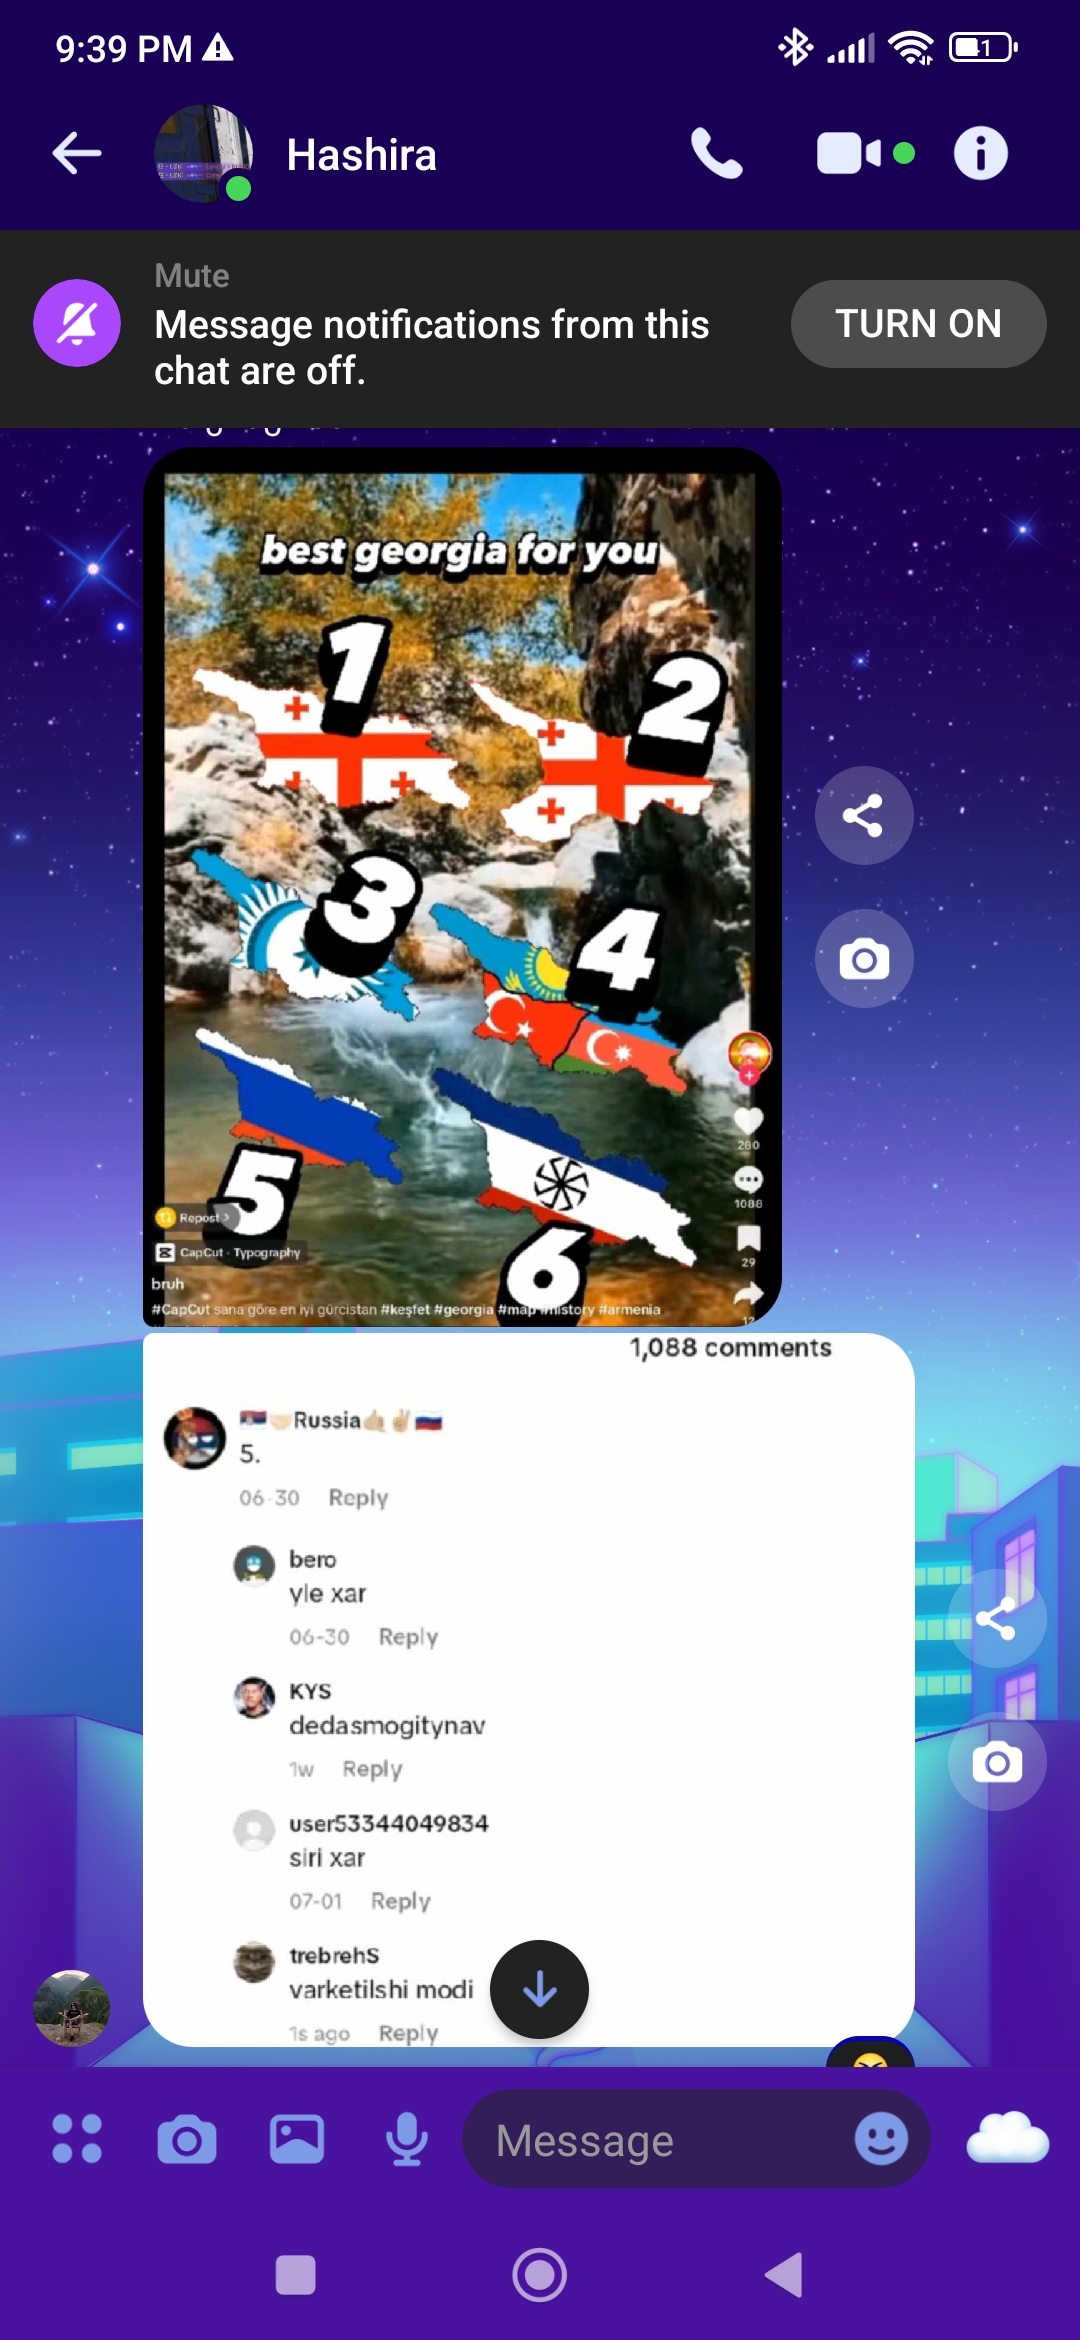 9:39 PM
41
Hashira
Mute
Message notifications from this
chat are off.
TURN ON
best georgia for you
1
2
3
4
5
6
280
1088
29
12
Repost >
CapCut · Typography
bruh
#CapCut sana göre en iyi gürcistan #keşfet #georgia #map #history #armenia
1,088 comments
🇷🇸🤝🏻Russia🤙🏼✌🏼🇷🇺
5.
06-30 Reply
bero
yle xar
06-30 Reply
KYS
dedasmogitynav
1w Reply
user53344049834
siri xar
07-01 Reply
trebrehS
varketilshi modi
1s ago Reply
Message